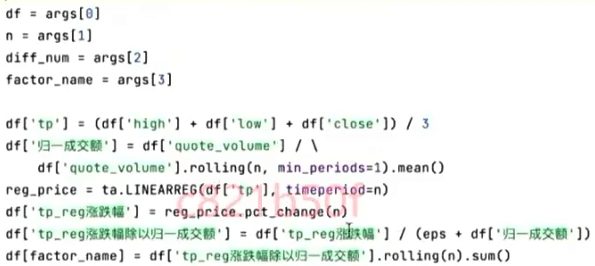 df = args[0]
n = args[1]
diff_num = args[2]
factor_name = args[3]
df['tp'] = (df['high'] + df['low'] + df['close']) / 3
df['归一成交额'] = df['quote_volume'] / \
df['quote_volume'].rolling(n, min_periods=1).mean()
reg_price = ta.LINEARREG(df['tp'], timeperiod=n)
df['tp_reg涨跌幅'] = reg_price.pct_change(n)
df['tp_reg涨跌幅除以归一成交额'] = df['tp_reg涨跌幅'] / (eps + df['归一成交额'])
df[factor_name] = df['tp_reg涨跌幅除以归一成交额'].rolling(n).sum()